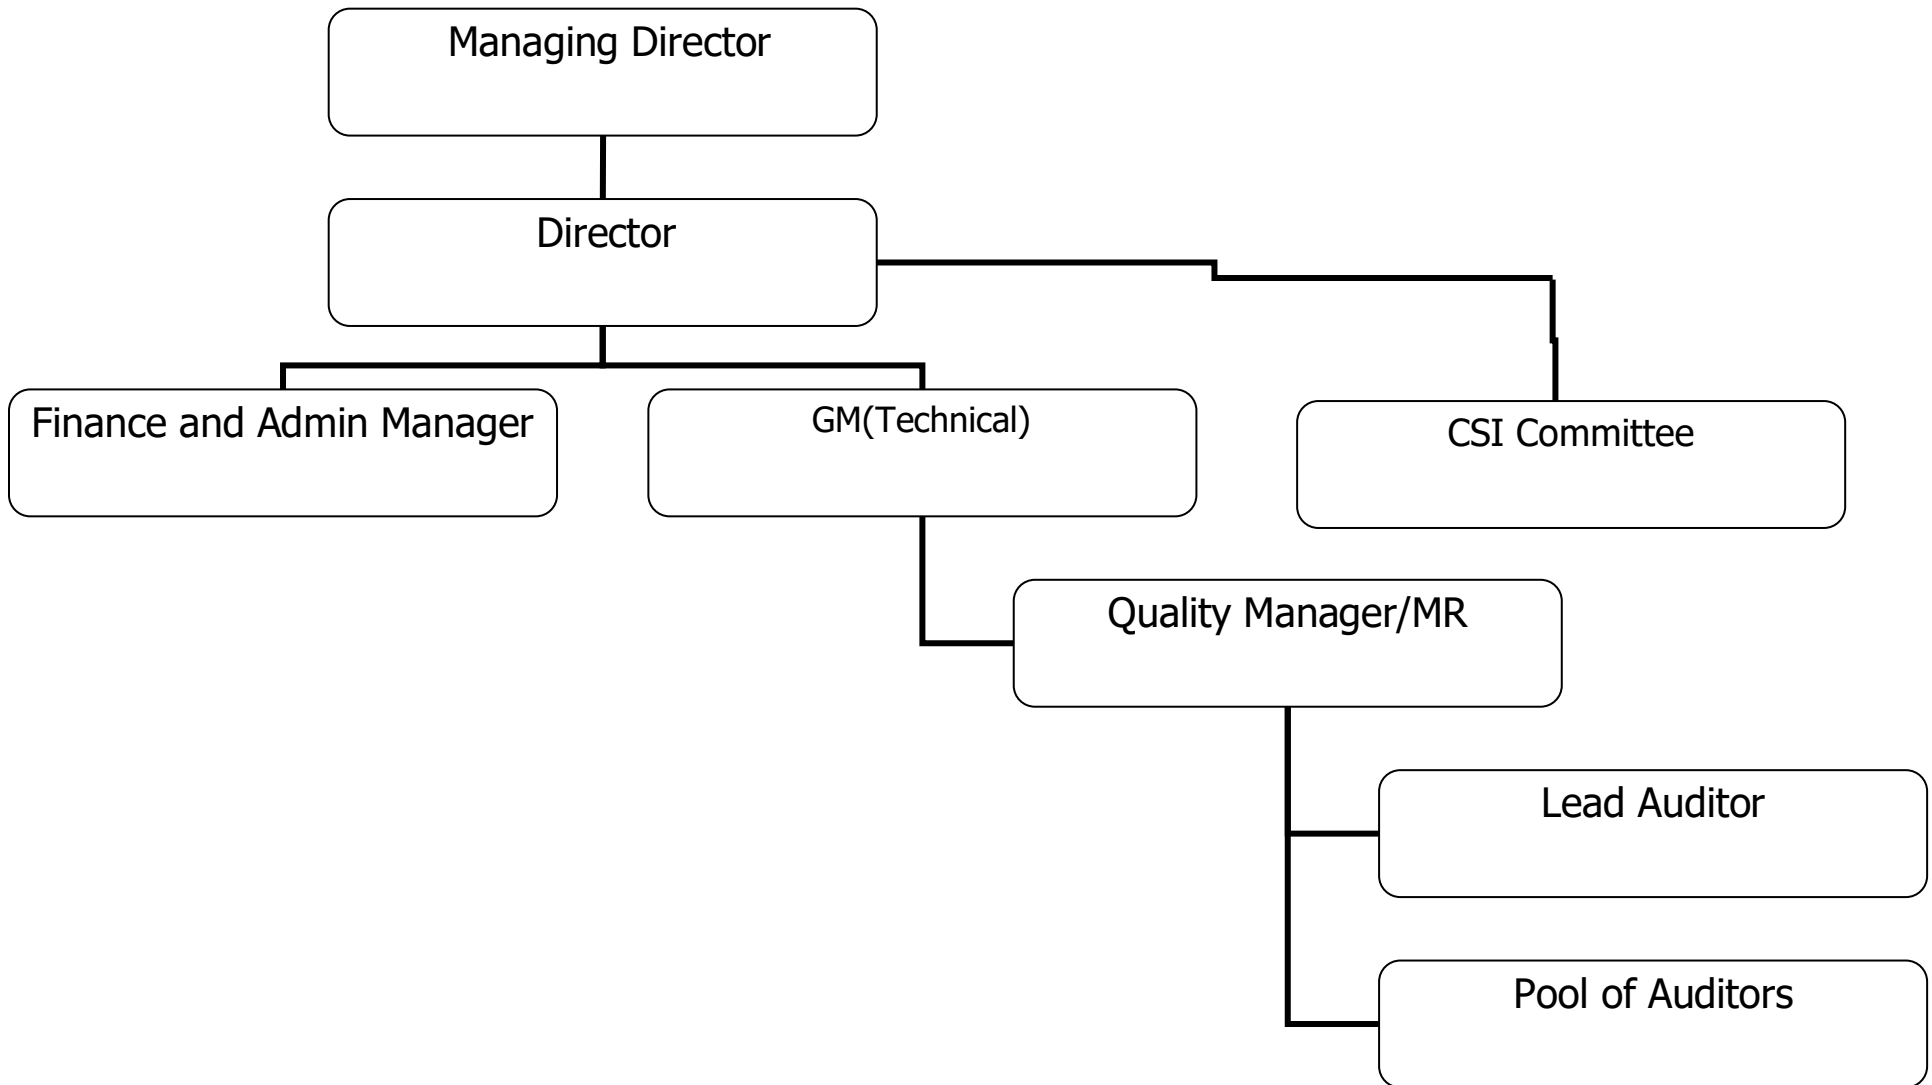 Managing Director
Director
Finance and Admin Manager
GM(Technical)
CSI Committee
Quality Manager/MR
Lead Auditor
Pool of Auditors